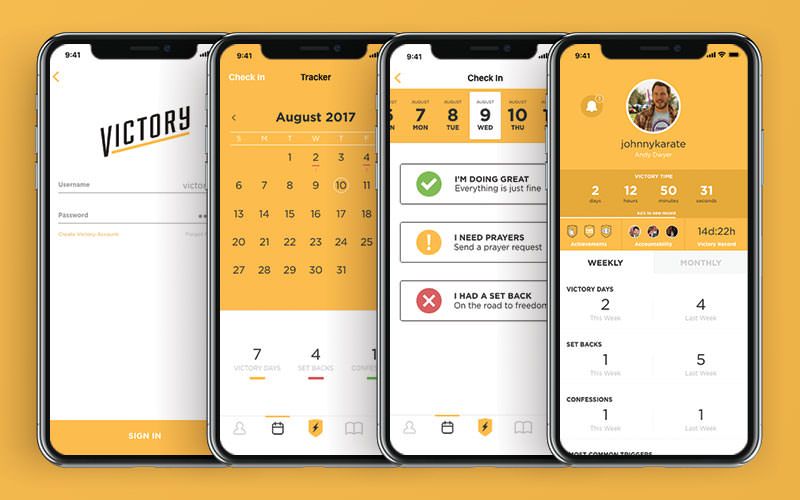 9:41
VICTORY
Username
victor
Password
Create Victory Account
Forgot
SIGN IN
9:41
Check In
Tracker
August 2017
S M T W T F
1 2 3 4
6 7 8 9 10 11
13 14 15 16 17 18
20 21 22 23 24 25
27 28 29 30 31
7
VICTORY DAYS
4
SET BACKS
1
CONFESS
9:41
Check In
AUGUST
7
MON
AUGUST
8
TUE
AUGUST
9
WED
AUGUST
10
THU
I'M DOING GREAT
Everything is just fine
I NEED PRAYERS
Send a prayer request
I HAD A SET BACK
On the road to freedom
9:41
johnnykarate
Andy Dwyer
VICTORY TIME
2 12 50 31
days hours minutes seconds
Achievements
Accountability
14d:22h
Victory Record
WEEKLY
MONTHLY
VICTORY DAYS
2
This Week
4
Last Week
SET BACKS
1
This Week
5
Last Week
CONFESSIONS
1
This Week
1
Last Week
MOST COMMON TRIGGERS